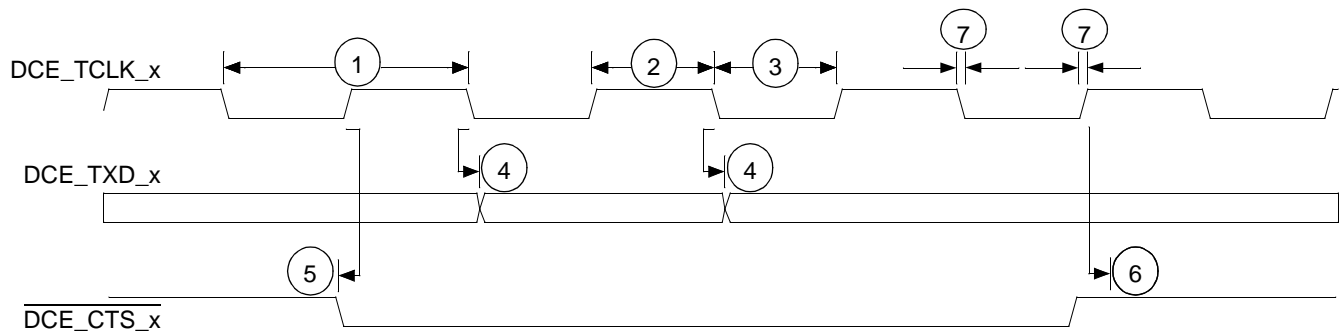 7 7
1 2 3
DCE_TCLK_x
4 4
DCE_TXD_x
5 6
DCE_CTS_x